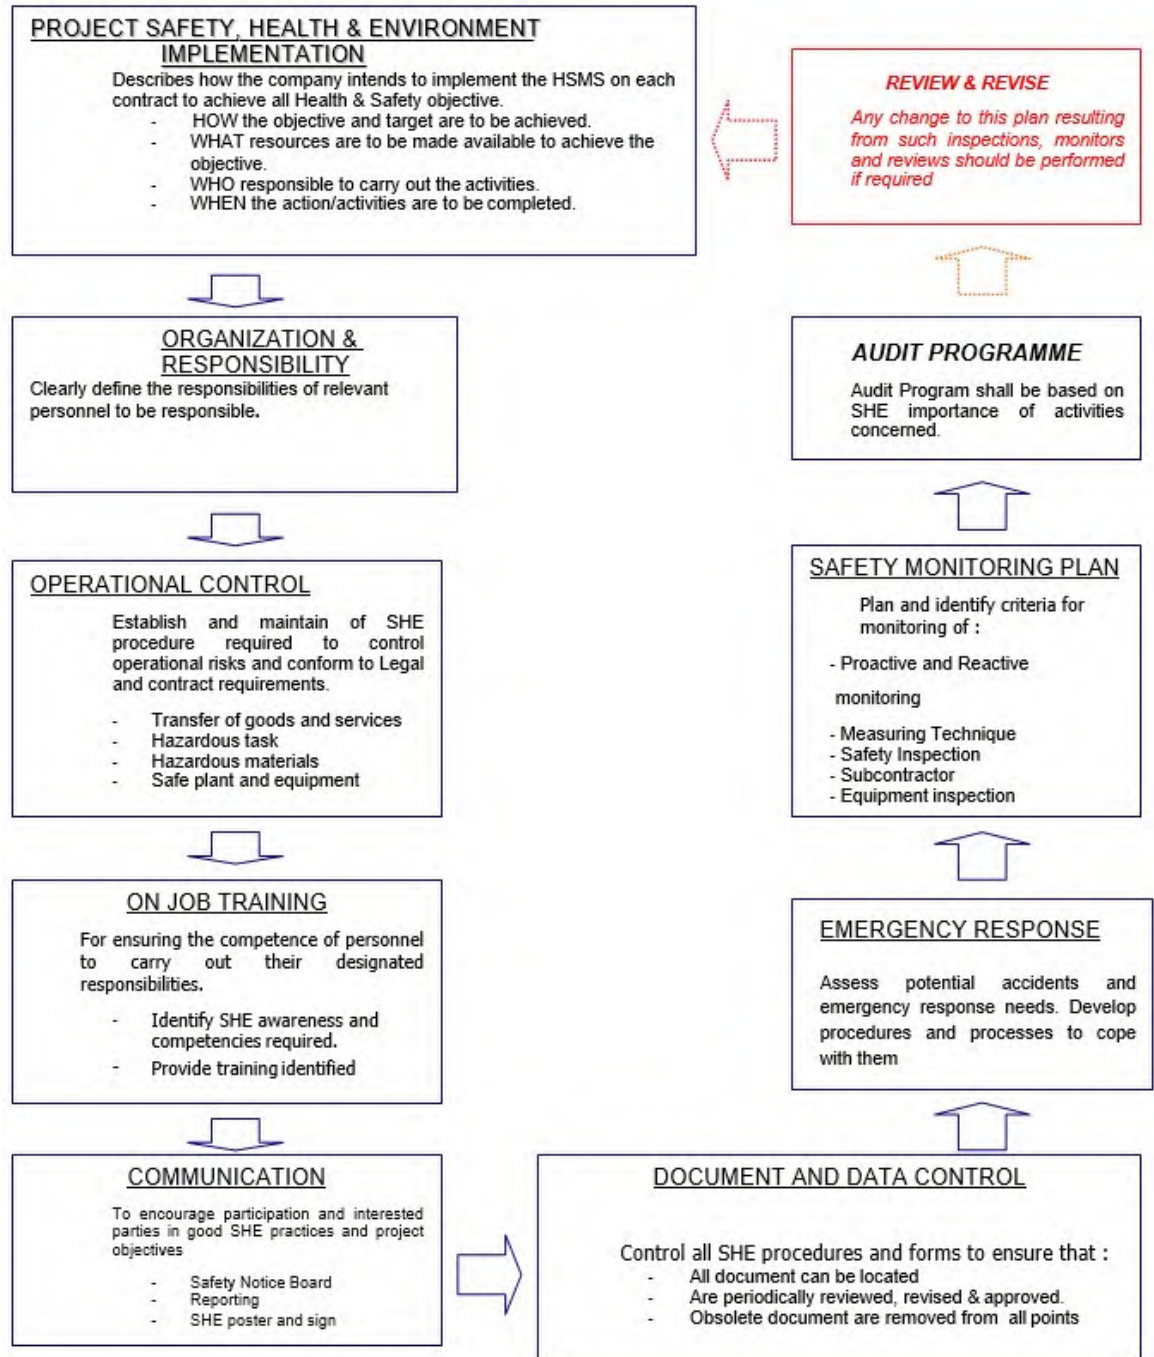 PROJECT SAFETY, HEALTH & ENVIRONMENT
IMPLEMENTATION
Describes how the company intends to implement the HSMS on each
contract to achieve all Health & Safety objective.
- HOW the objective and target are to be achieved.
- WHAT resources are to be made available to achieve the
objective.
- WHO responsible to carry out the activities.
- WHEN the action/activities are to be completed.
ORGANIZATION &
RESPONSIBILITY
Clearly define the responsibilities of relevant
personnel to be responsible.
OPERATIONAL CONTROL
Establish and maintain of SHE
procedure required to control
operational risks and conform to Legal
and contract requirements.
- Transfer of goods and services
- Hazardous task
- Hazardous materials
- Safe plant and equipment
ON JOB TRAINING
For ensuring the competence of personnel
to carry out their designated
responsibilities.
- Identify SHE awareness and
competencies required.
- Provide training identified
COMMUNICATION
To encourage participation and interested
parties in good SHE practices and project
objectives
- Safety Notice Board
- Reporting
- SHE poster and sign
DOCUMENT AND DATA CONTROL
Control all SHE procedures and forms to ensure that :
- All document can be located
- Are periodically reviewed, revised & approved.
- Obsolete document are removed from all points
EMERGENCY RESPONSE
Assess potential accidents and
emergency response needs. Develop
procedures and processes to cope
with them
SAFETY MONITORING PLAN
Plan and identify criteria for
monitoring of :
- Proactive and Reactive
monitoring
- Measuring Technique
- Safety Inspection
- Subcontractor
- Equipment inspection
AUDIT PROGRAMME
Audit Program shall be based on
SHE importance of activities
concerned.
REVIEW & REVISE
Any change to this plan resulting
from such inspections, monitors
and reviews should be performed
if required